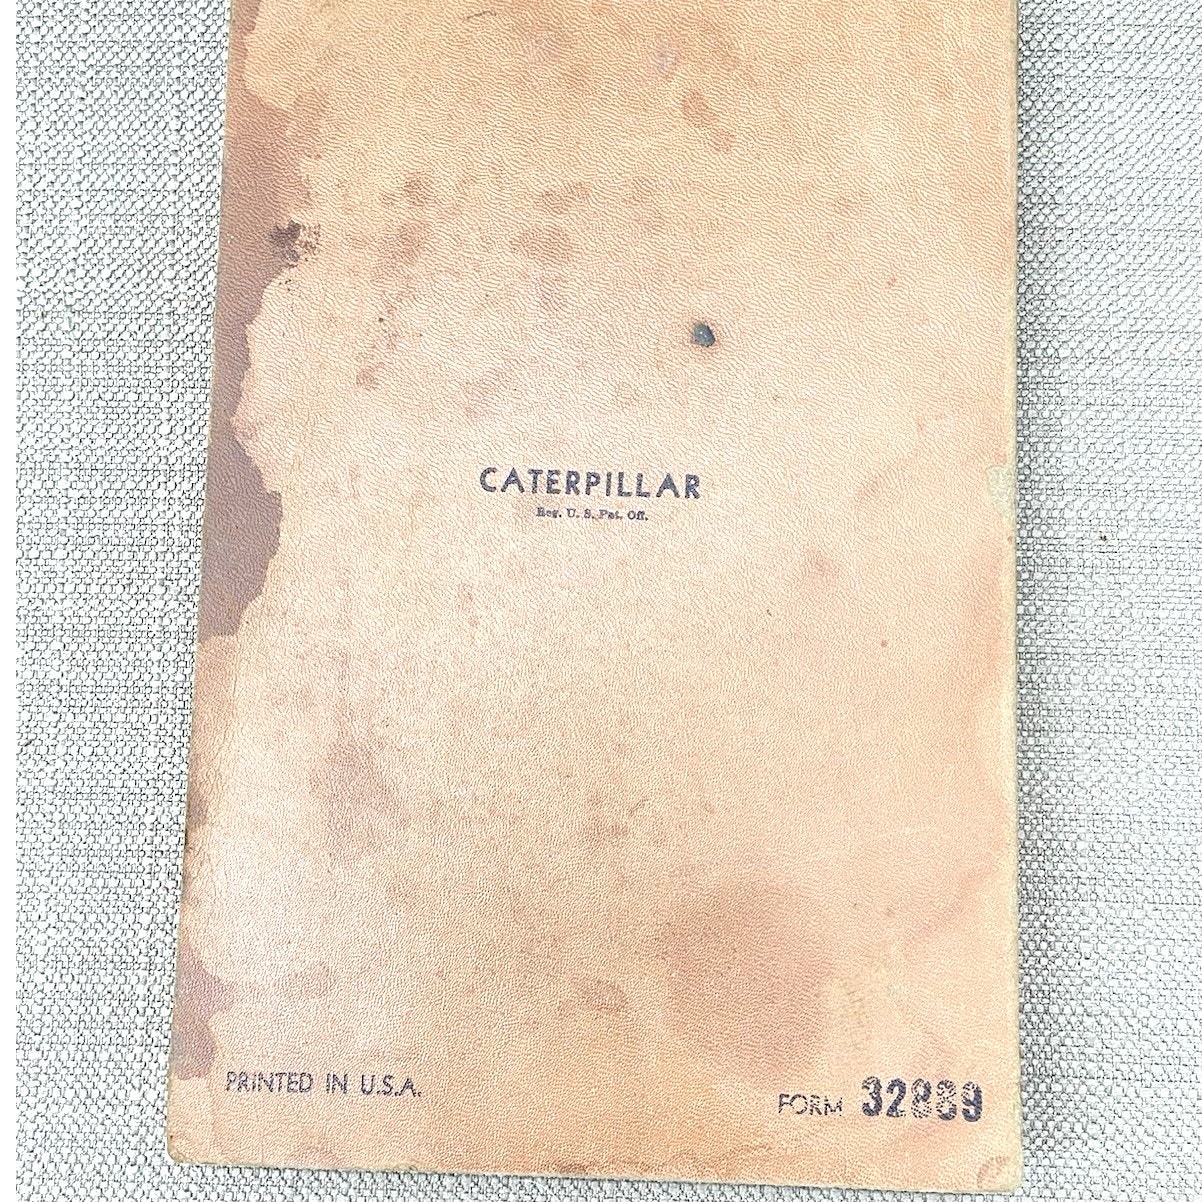 CATERPILLAR
Reg. U. S. Pat. Off.
PRINTED IN U.S.A.
FORM 32889